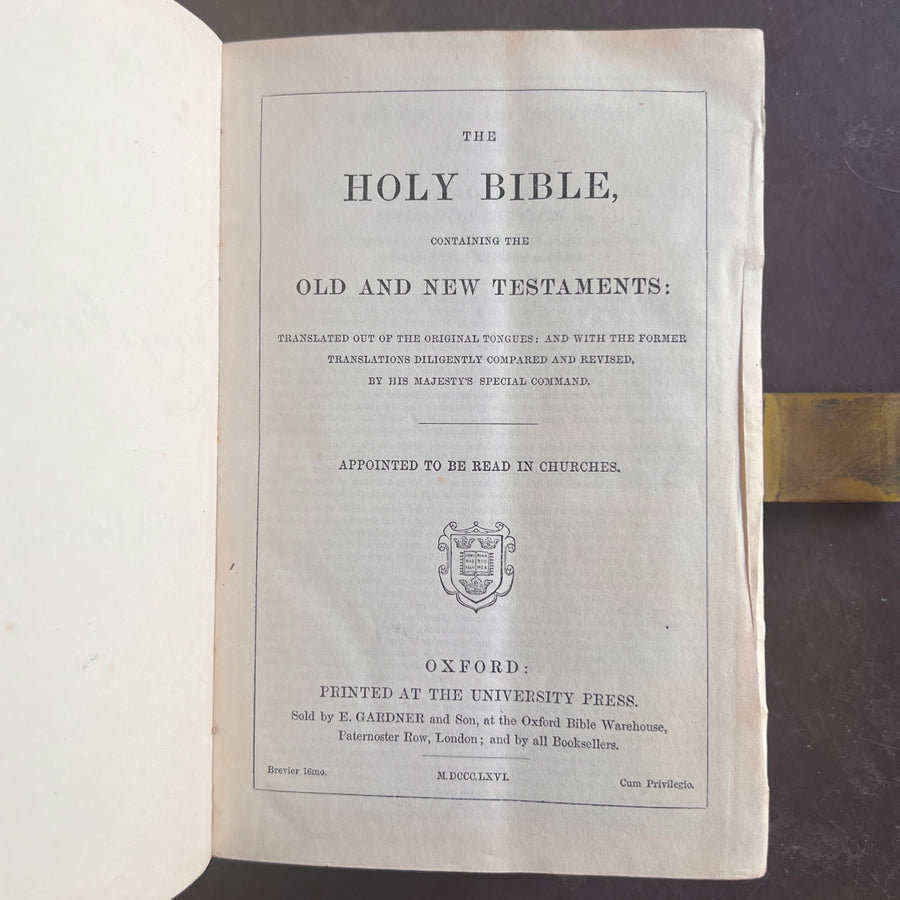 THE
HOLY BIBLE,
CONTAINING THE
OLD AND NEW TESTAMENTS:
TRANSLATED OUT OF THE ORIGINAL TONGUES: AND WITH THE FORMER
TRANSLATIONS DILIGENTLY COMPARED AND REVISED,
BY HIS MAJESTY'S SPECIAL COMMAND.
APPOINTED TO BE READ IN CHURCHES.
OXFORD:
PRINTED AT THE UNIVERSITY PRESS.
Sold by E. GARDNER and Son, at the Oxford Bible Warehouse,
Paternoster Row, London; and by all Booksellers.
Brevier 16mo.
M.DCCC.LXVI.
Cum Privilegio.